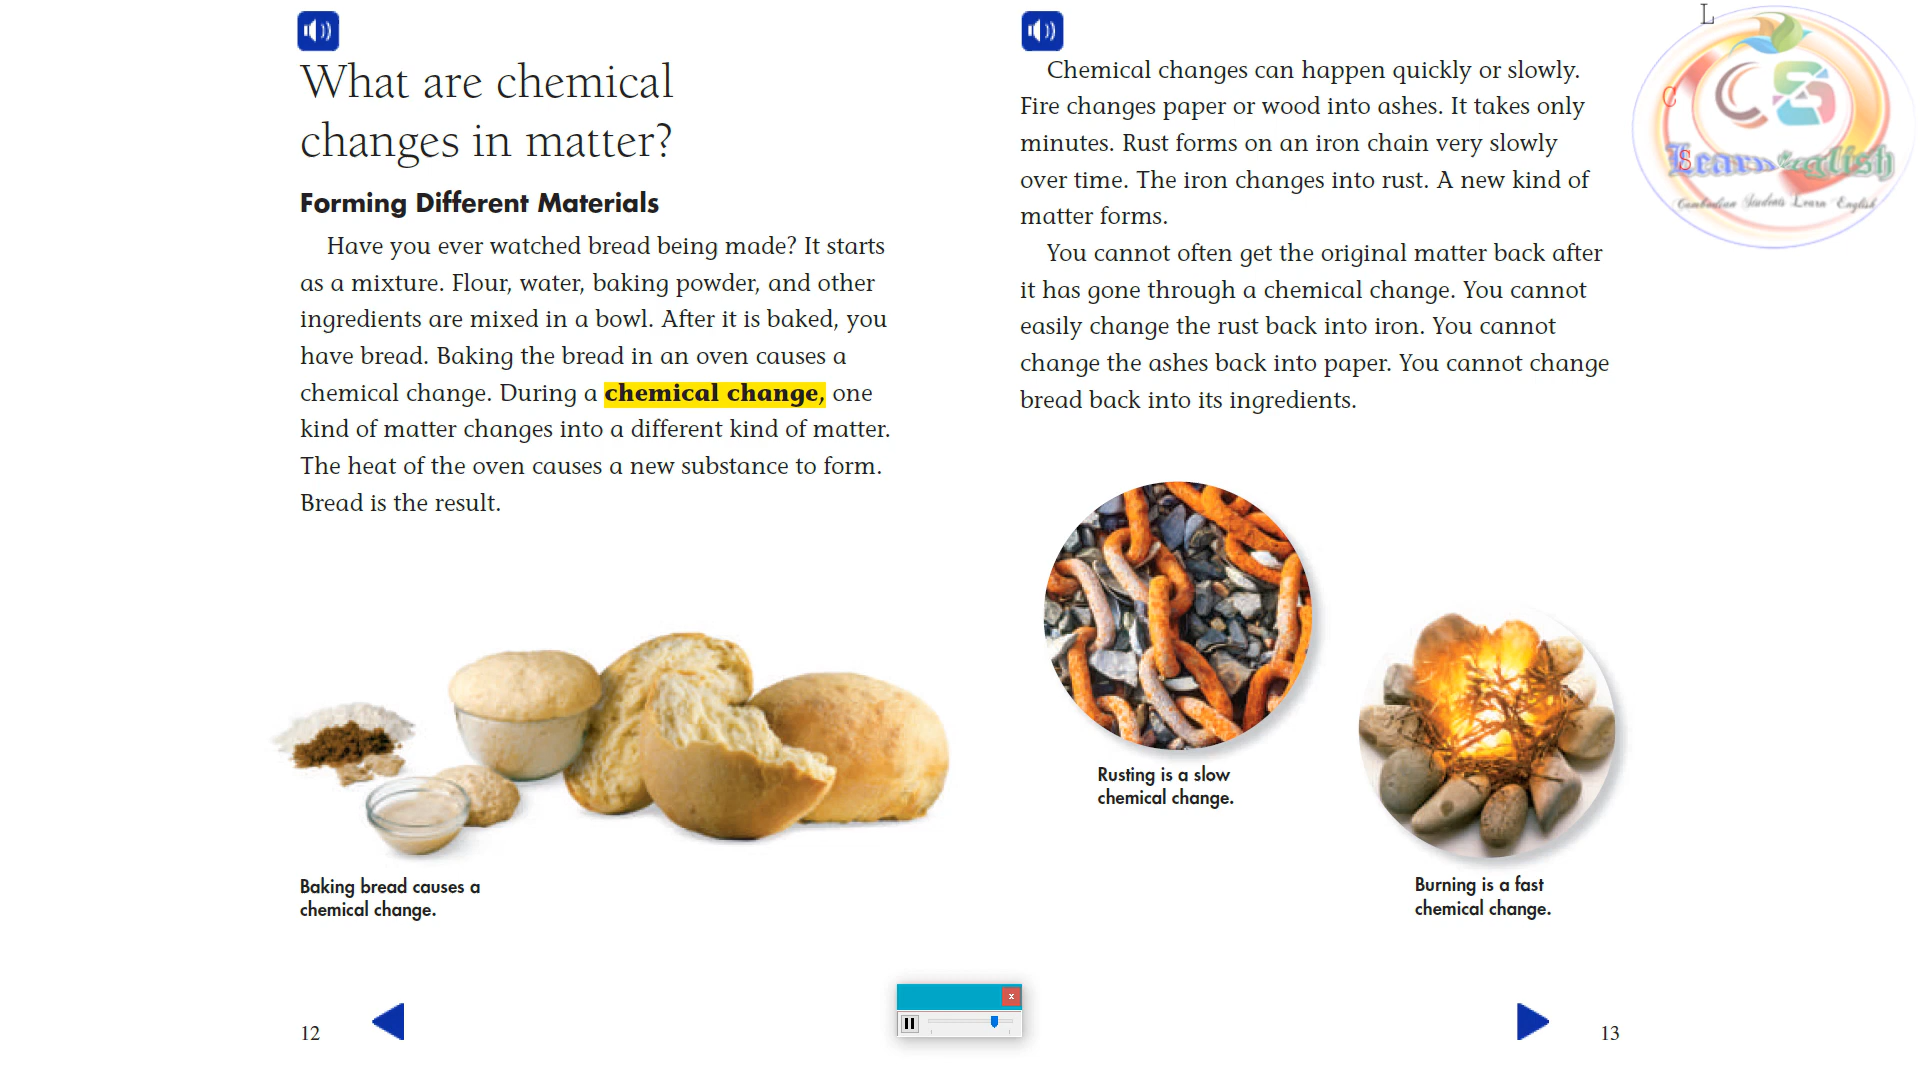 What are chemical
changes in matter?
Forming Different Materials
Have you ever watched bread being made? It starts
as a mixture. Flour, water, baking powder, and other
ingredients are mixed in a bowl. After it is baked, you
have bread. Baking the bread in an oven causes a
chemical change. During a chemical change, one
kind of matter changes into a different kind of matter.
The heat of the oven causes a new substance to form.
Bread is the result.
Baking bread causes a
chemical change.
12
Chemical changes can happen quickly or slowly.
Fire changes paper or wood into ashes. It takes only
minutes. Rust forms on an iron chain very slowly
over time. The iron changes into rust. A new kind of
matter forms.
You cannot often get the original matter back after
it has gone through a chemical change. You cannot
easily change the rust back into iron. You cannot
change the ashes back into paper. You cannot change
bread back into its ingredients.
Rusting is a slow
chemical change.
Burning is a fast
chemical change.
13
L
C
S
CS
Learn English
Cambodian Students Learn English
x